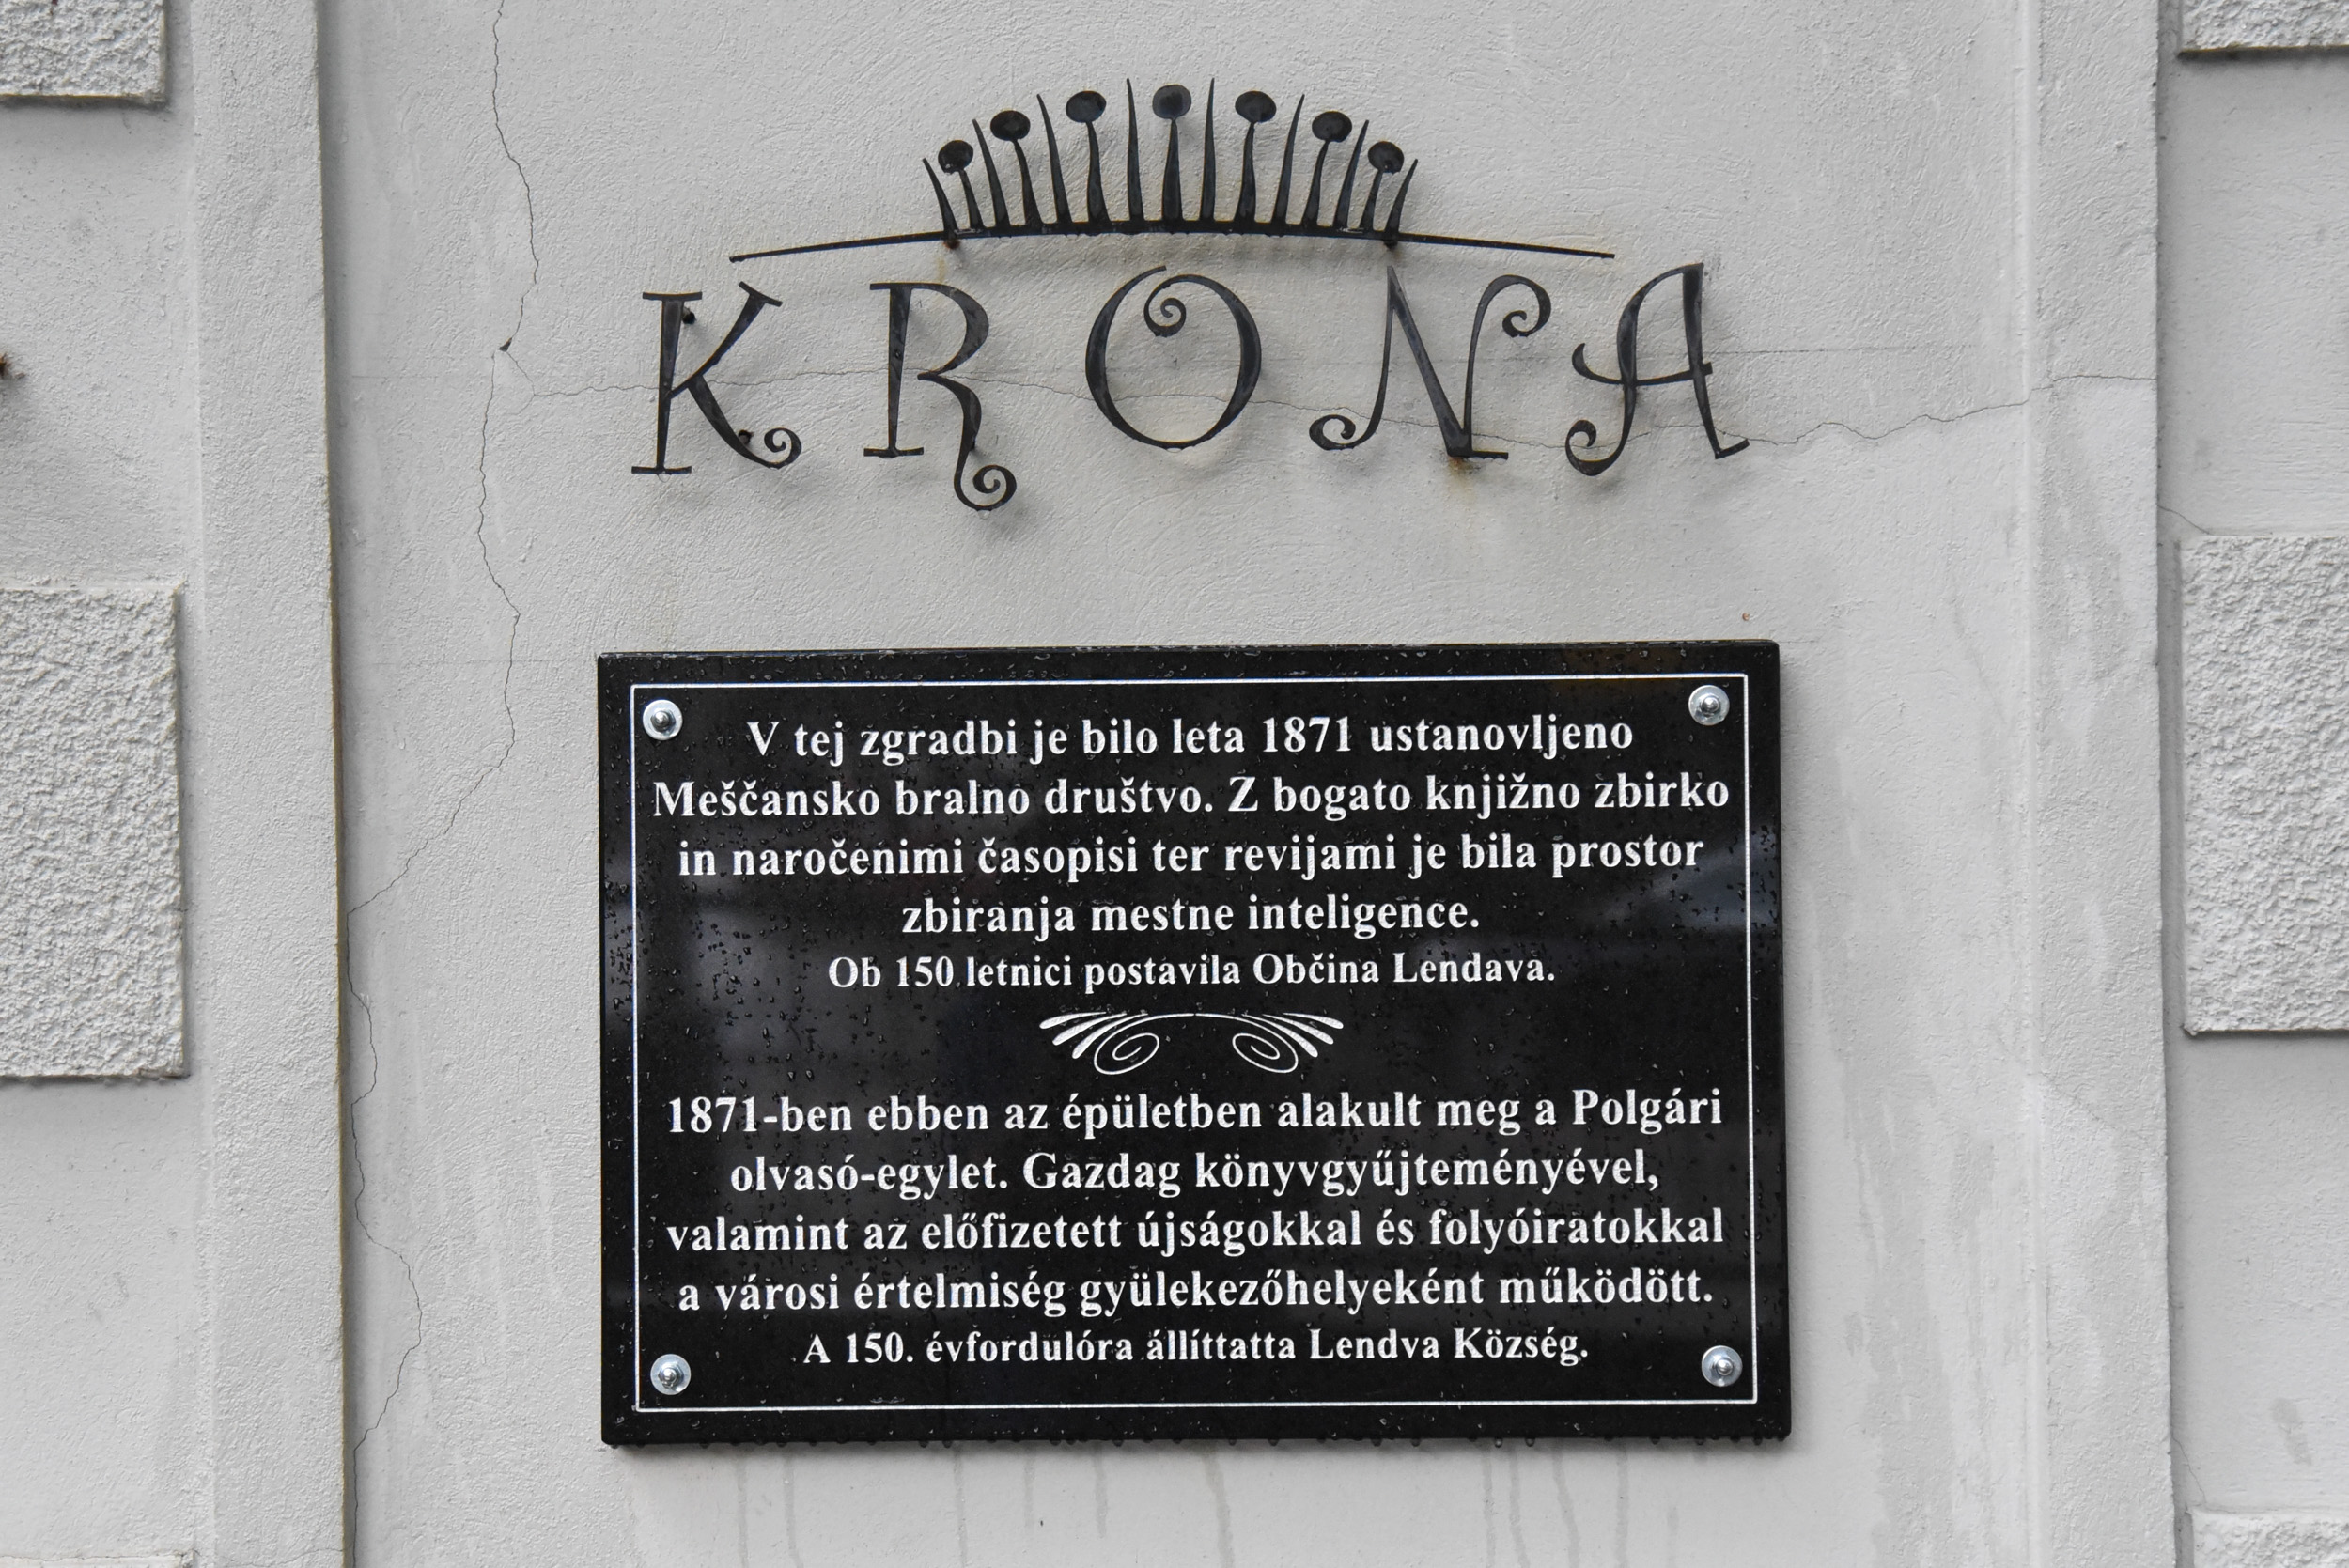 KRONA
V tej zgradbi je bilo leta 1871 ustanovljeno
Meščansko bralno društvo. Z bogato knjižno zbirko
in naročenimi časopisi ter revijami je bila prostor
zbiranja mestne inteligence.
Ob 150 letnici postavila Občina Lendava.
1871-ben ebben az épületben alakult meg a Polgári
olvasó-egylet. Gazdag könyvgyűjteményével,
valamint az előfizetett újságokkal és folyóiratokkal
a városi értelmiség gyülekezőhelyeként működött.
A 150. évfordulóra állíttatta Lendva Község.